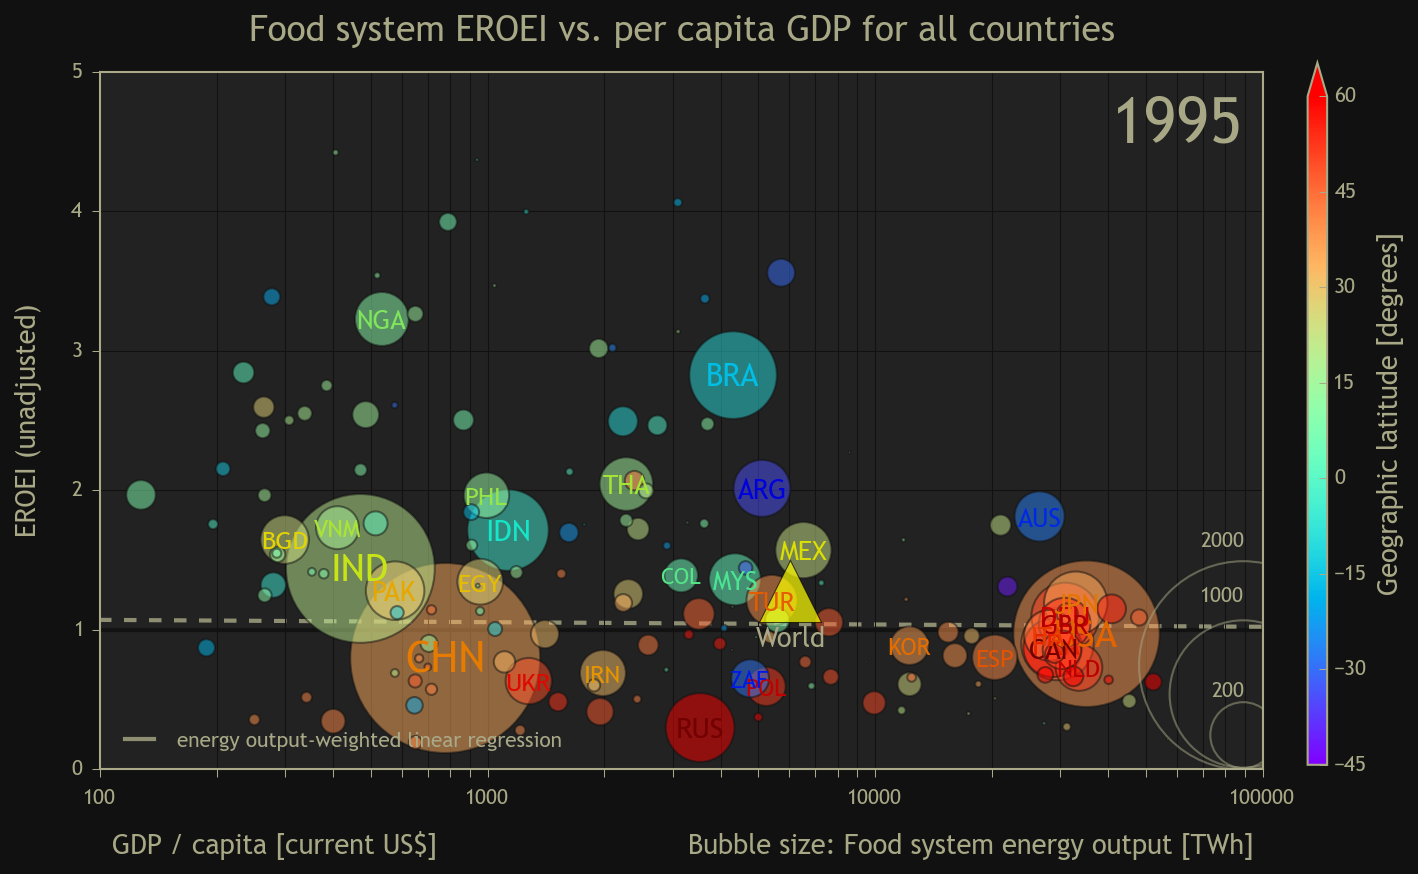 Food system EROEI vs. per capita GDP for all countries
1995
EROEI (unadjusted)
5
4
3
2
1
0
NGA
BRA
THA
PHL
ARG
IDN
VNM
BGD
IND
PAK
EGY
COL
MYS
MEX
TUR
World
AUS
2000
1000
200
CHN
UKR
IRN
ZAF
POL
RUS
KOR
ESP
JPN
DEU
GBR
USA
CAN
NLD
energy output-weighted linear regression
100
1000
10000
100000
GDP / capita [current US$]
Bubble size: Food system energy output [TWh]
60
45
30
15
0
−15
−30
−45
Geographic latitude [degrees]